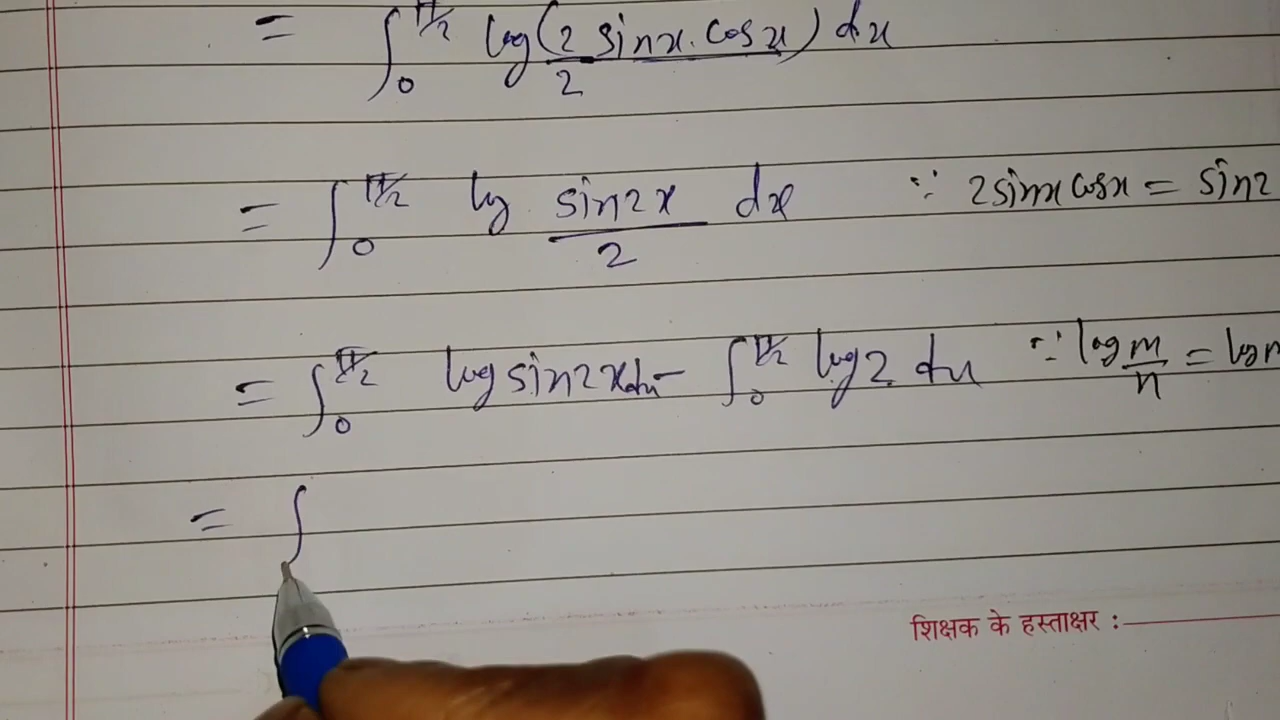 = ∫₀^{π/2} log(2 sinx.cosx)/2 dx
= ∫₀^{π/2} log sin2x/2 dx ∵ 2sinx cosx = sin2
= ∫₀^{π/2} log sin2x dx - ∫₀^{π/2} log2 dx ∵ log m/n = log m
= ∫
शिक्षक के हस्ताक्षर :